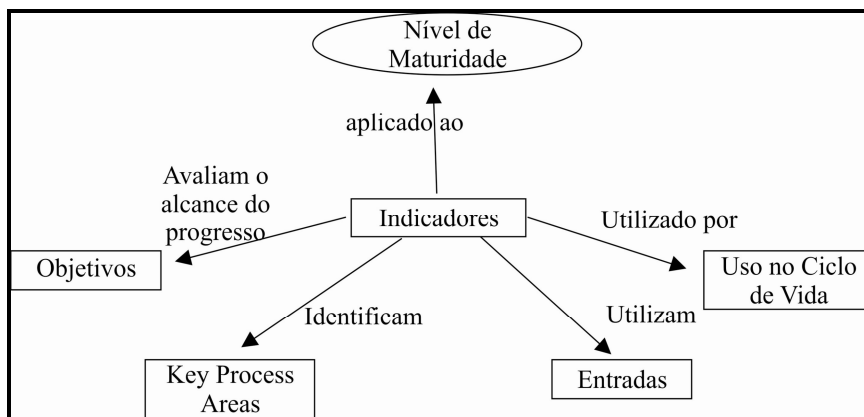 Nível de
Maturidade
aplicado ao
Avaliam o
alcance do
progresso
Indicadores
Utilizado por
Objetivos
Uso no Ciclo
de Vida
Identificam
Utilizam
Key Process
Areas
Entradas